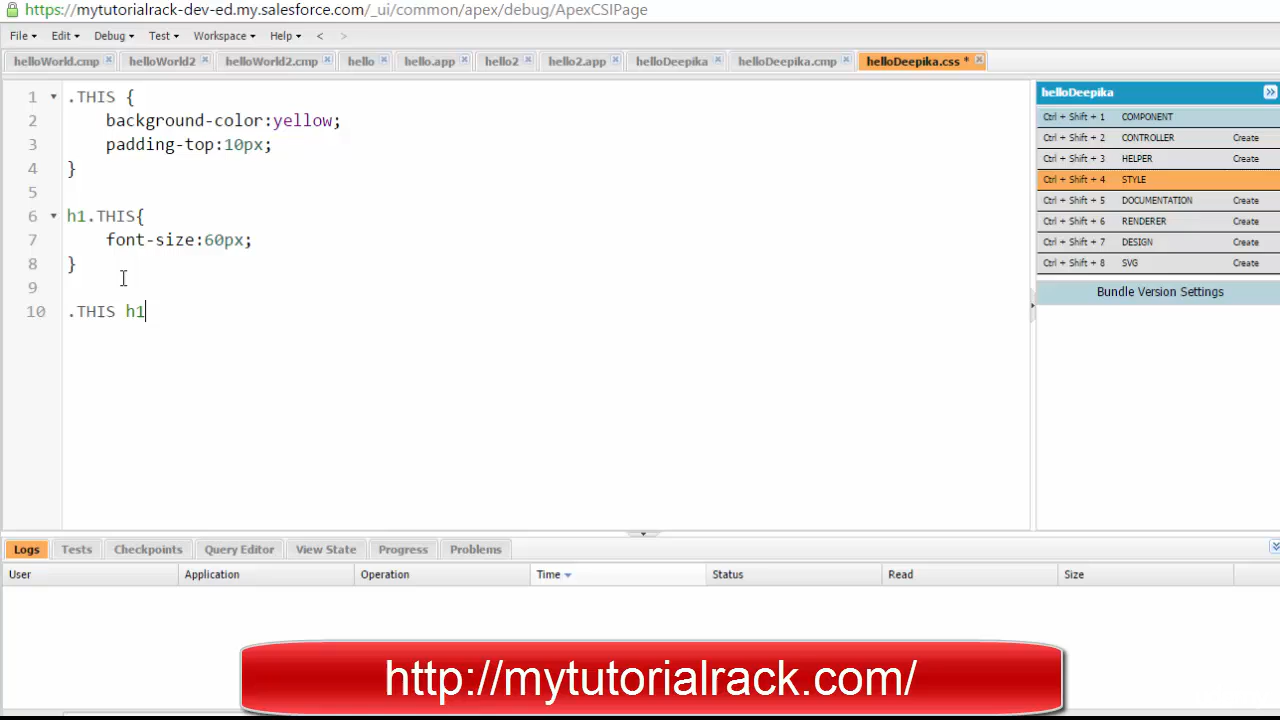 https://mytutorialrack-dev-ed.my.salesforce.com/_ui/common/apex/debug/ApexCSIPage
File Edit Debug Test Workspace Help < >
helloWorld.cmp helloWorld2 helloWorld2.cmp hello hello.app hello2 hello2.app helloDeepika helloDeepika.cmp helloDeepika.css *
1 .THIS {
2 background-color:yellow;
3 padding-top:10px;
4 }
5
6 h1.THIS{
7 font-size:60px;
8 }
9
10 .THIS h1
helloDeepika
Ctrl + Shift + 1 COMPONENT
Ctrl + Shift + 2 CONTROLLER Create
Ctrl + Shift + 3 HELPER Create
Ctrl + Shift + 4 STYLE
Ctrl + Shift + 5 DOCUMENTATION Create
Ctrl + Shift + 6 RENDERER Create
Ctrl + Shift + 7 DESIGN Create
Ctrl + Shift + 8 SVG Create
Bundle Version Settings
Logs Tests Checkpoints Query Editor View State Progress Problems
User Application Operation Time Status Read Size
http://mytutorialrack.com/